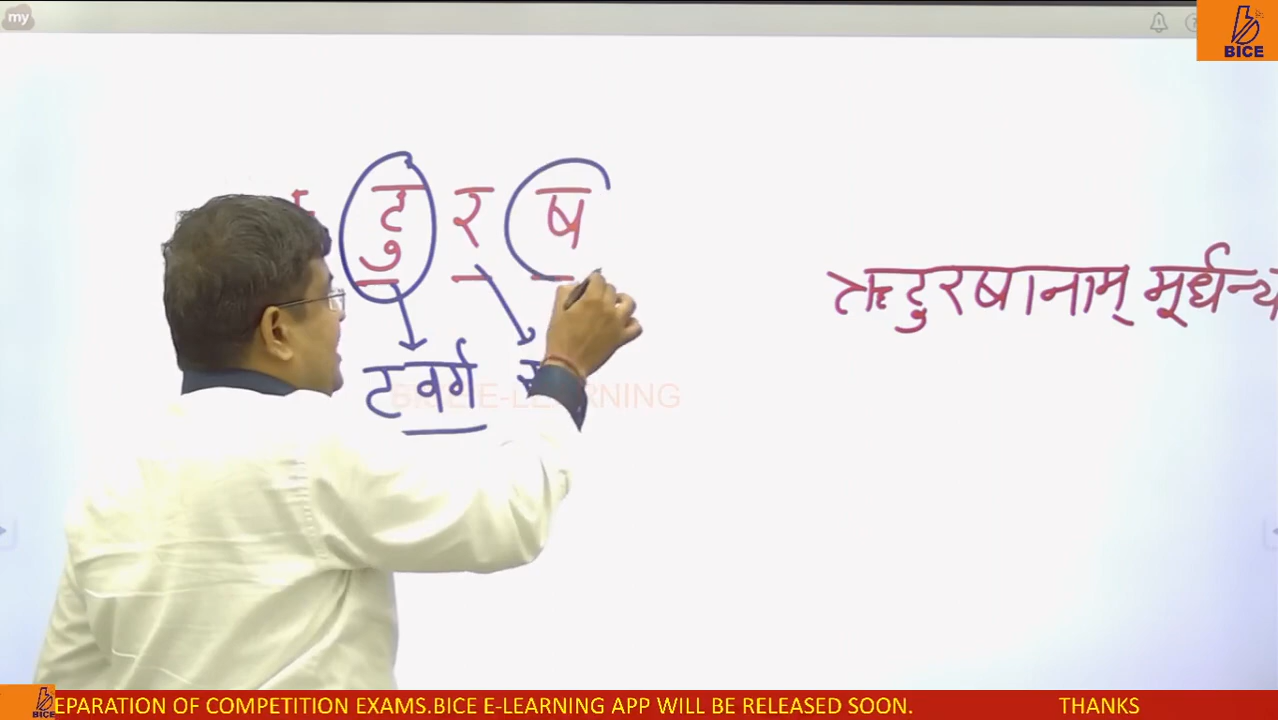 my
BICE
टु र ष
ऋटुरषानाम् मूर्धन्य
टवर्ग
BICE E-LEARNING
BICE
EPARATION OF COMPETITION EXAMS.BICE E-LEARNING APP WILL BE RELEASED SOON. THANKS